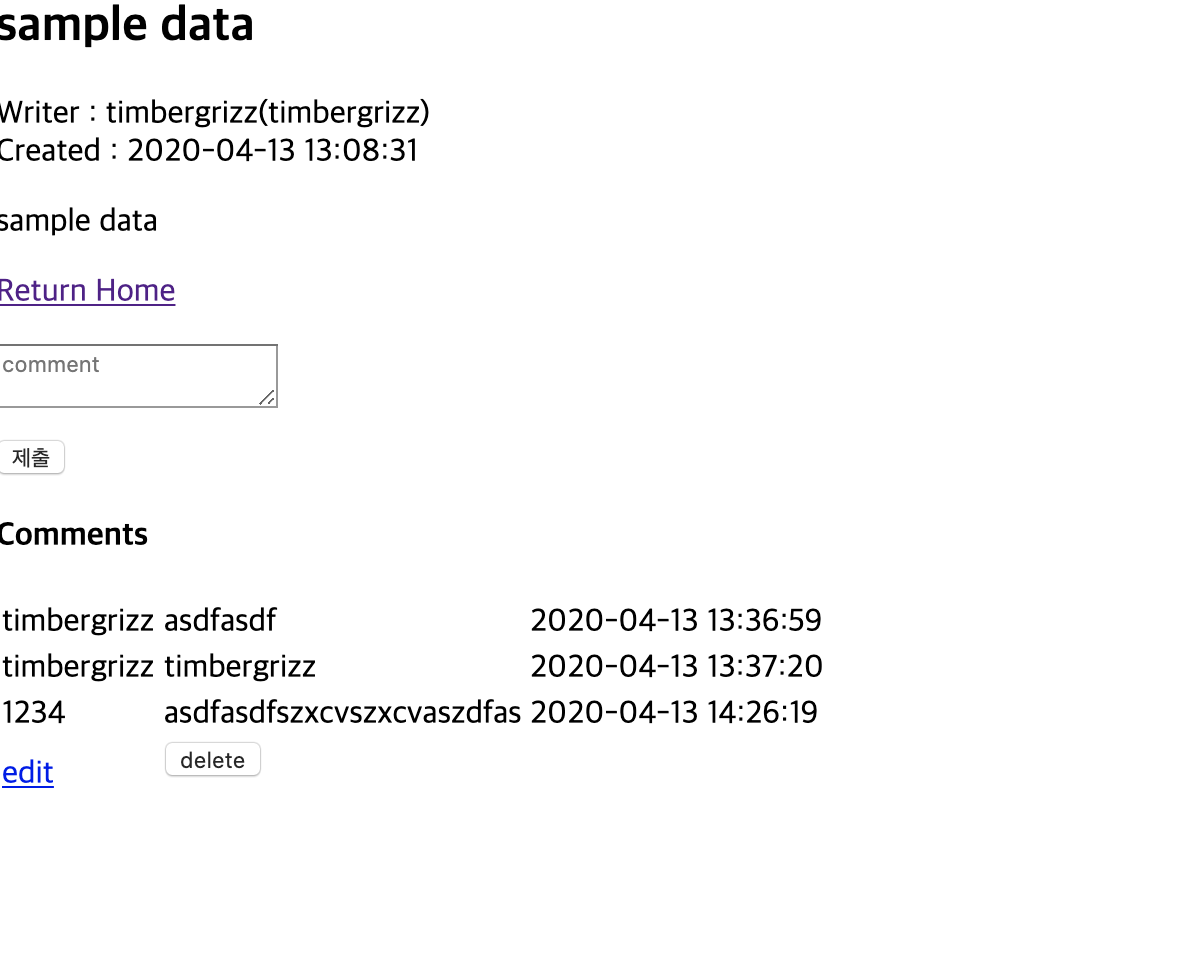 sample data
Writer : timbergrizz(timbergrizz)
Created : 2020-04-13 13:08:31
sample data
Return Home
comment
제출
Comments
timbergrizz asdfasdf 2020-04-13 13:36:59
timbergrizz timbergrizz 2020-04-13 13:37:20
1234 asdfasdfszxcvszxcvaszdfas 2020-04-13 14:26:19
edit delete